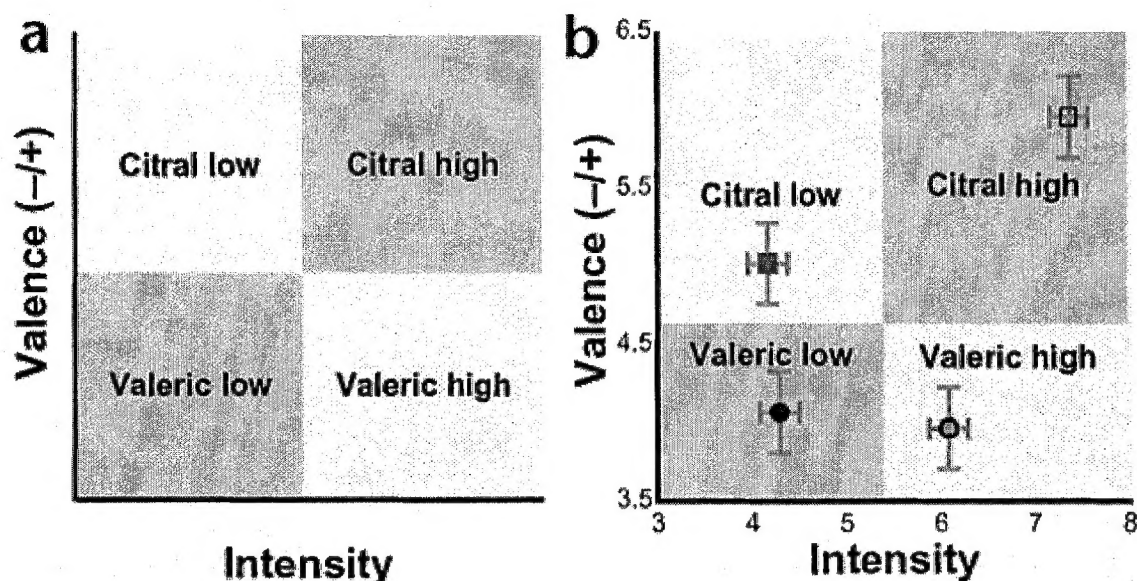 a
Valence (–/+)
Citral low
Citral high
Valeric low
Valeric high
Intensity
b
Valence (–/+)
6.5
5.5
4.5
3.5
Citral low
Citral high
Valeric low
Valeric high
3 4 5 6 7 8
Intensity